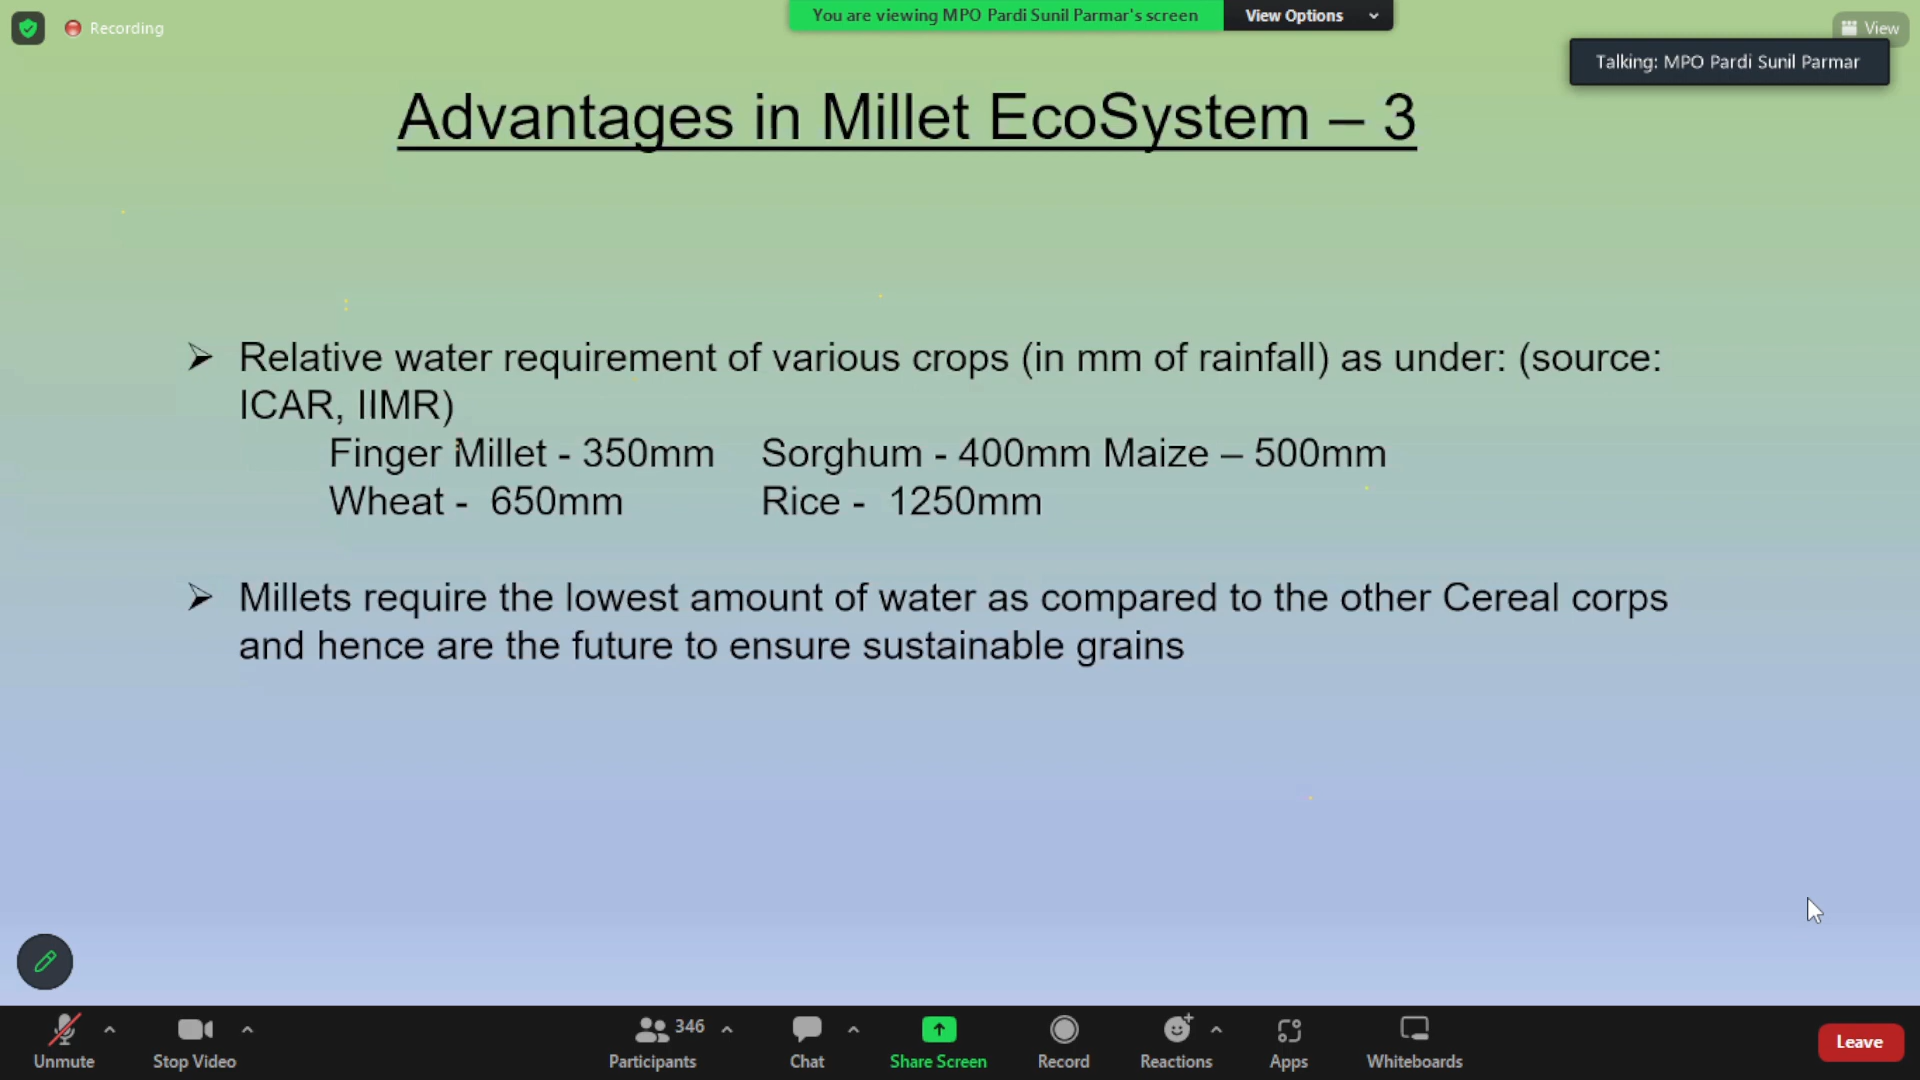 Recording
You are viewing MPO Pardi Sunil Parmar's screen
View Options
View
Talking: MPO Pardi Sunil Parmar
Advantages in Millet EcoSystem – 3
➤ Relative water requirement of various crops (in mm of rainfall) as under: (source:
ICAR, IIMR)
Finger Millet - 350mm Sorghum - 400mm Maize – 500mm
Wheat - 650mm Rice - 1250mm
➤ Millets require the lowest amount of water as compared to the other Cereal corps
and hence are the future to ensure sustainable grains
346
Unmute Stop Video Participants Chat Share Screen Record Reactions Apps Whiteboards Leave